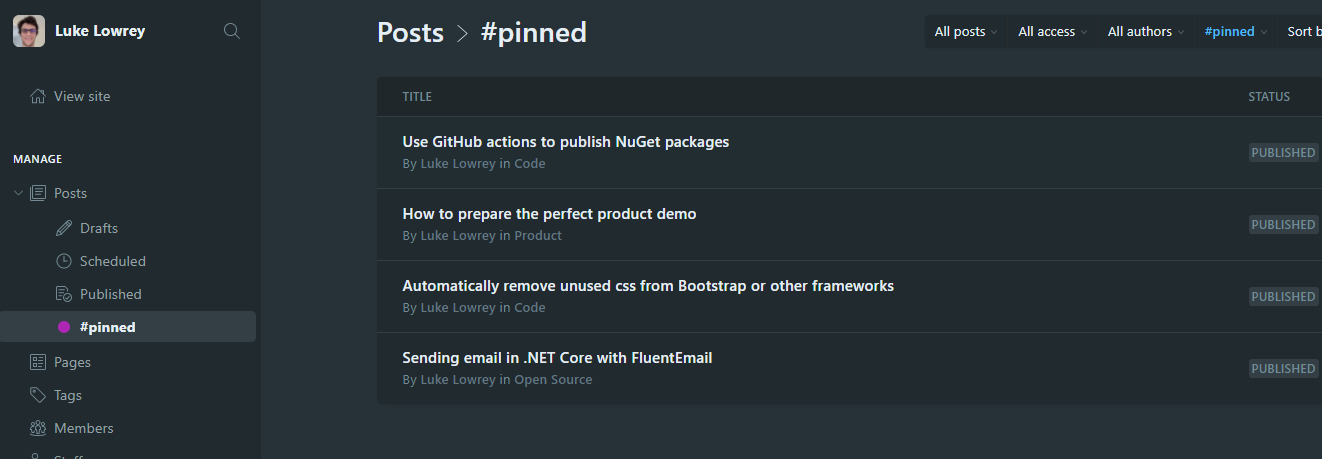 Luke Lowrey
View site
MANAGE
Posts
Drafts
Scheduled
Published
#pinned
Pages
Tags
Members
Posts > #pinned
All posts
All access
All authors
#pinned
Sort b
TITLE
STATUS
Use GitHub actions to publish NuGet packages
By Luke Lowrey in Code
PUBLISHED
How to prepare the perfect product demo
By Luke Lowrey in Product
PUBLISHED
Automatically remove unused css from Bootstrap or other frameworks
By Luke Lowrey in Code
PUBLISHED
Sending email in .NET Core with FluentEmail
By Luke Lowrey in Open Source
PUBLISHED